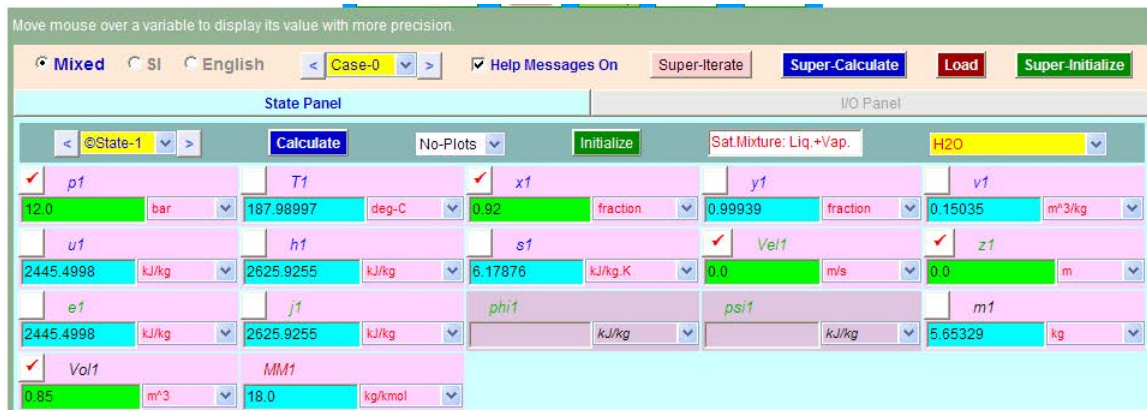 Move mouse over a variable to display its value with more precision.
Mixed SI English < Case-0 > Help Messages On Super-Iterate Super-Calculate Load Super-Initialize
State Panel I/O Panel
< ©State-1 > Calculate No-Plots Initialize Sat.Mixture: Liq.+Vap. H2O
p1 T1 x1 y1 v1
12.0 bar 187.98997 deg-C 0.92 fraction 0.99939 fraction 0.15035 m^3/kg
u1 h1 s1 Vel1 z1
2445.4998 kJ/kg 2625.9255 kJ/kg 6.17876 kJ/kg.K 0.0 m/s 0.0 m
e1 j1 phi1 psi1 m1
2445.4998 kJ/kg 2625.9255 kJ/kg kJ/kg kJ/kg 5.65329 kg
Vol1 MM1
0.85 m^3 18.0 kg/kmol